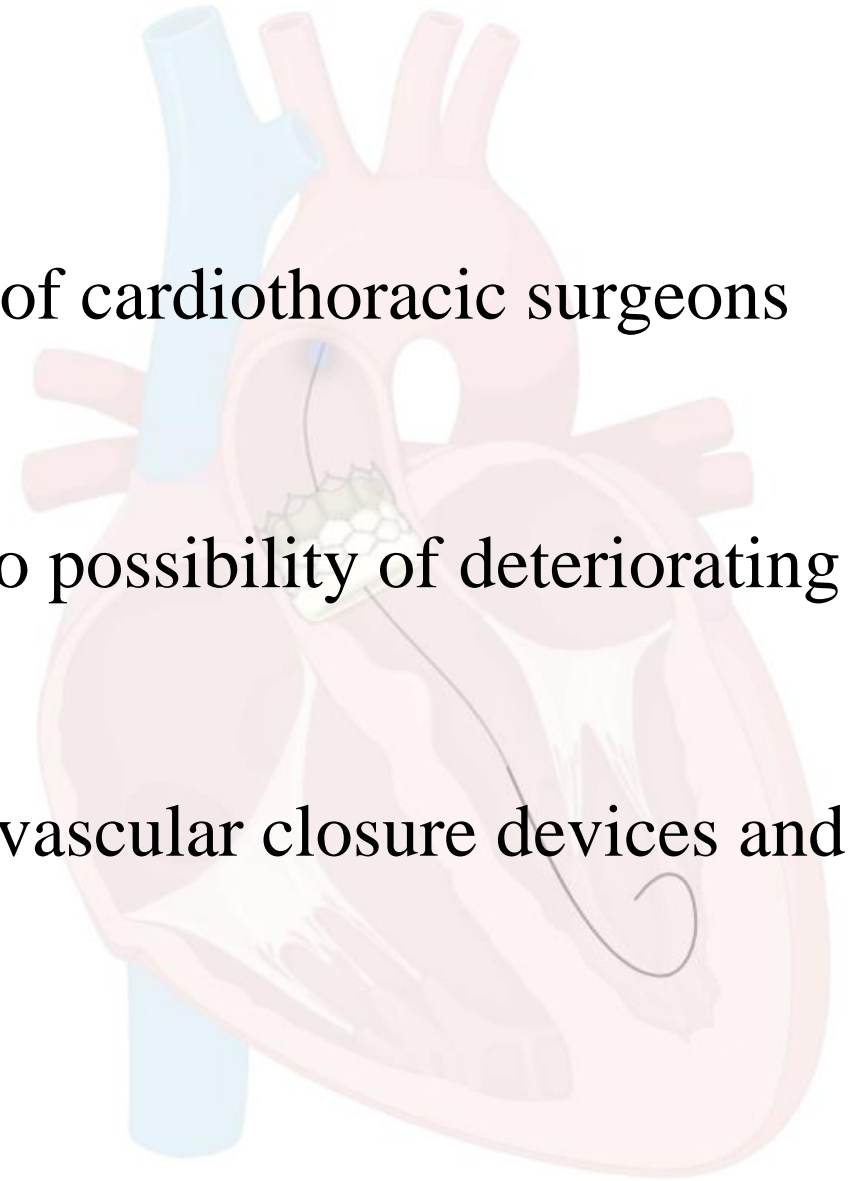 of cardiothoracic surgeons
o possibility of deteriorating
vascular closure devices and